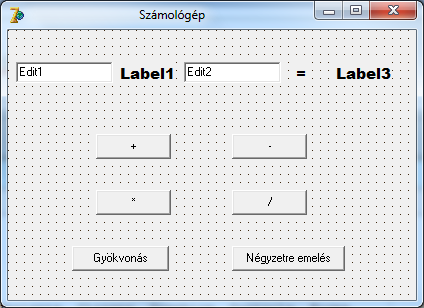 Számológép
Edit1 Label1 Edit2 = Label3
+ -
* /
Gyökvonás Négyzetre emelés